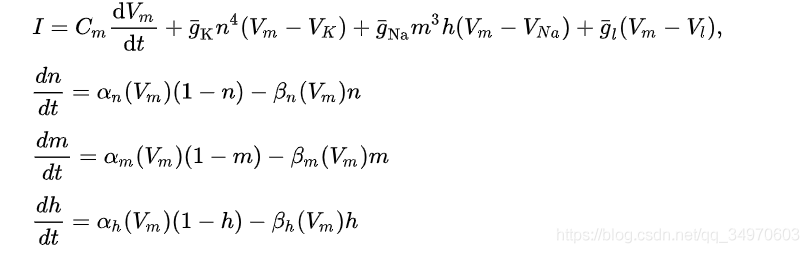 I = C_m dV_m/dt + ḡ_K n^4 (V_m − V_K) + ḡ_Na m^3 h(V_m − V_Na) + ḡ_l (V_m − V_l),
dn/dt = α_n(V_m)(1 − n) − β_n(V_m)n
dm/dt = α_m(V_m)(1 − m) − β_m(V_m)m
dh/dt = α_h(V_m)(1 − h) − β_h(V_m)h
https://blog.csdn.net/qq_34970603